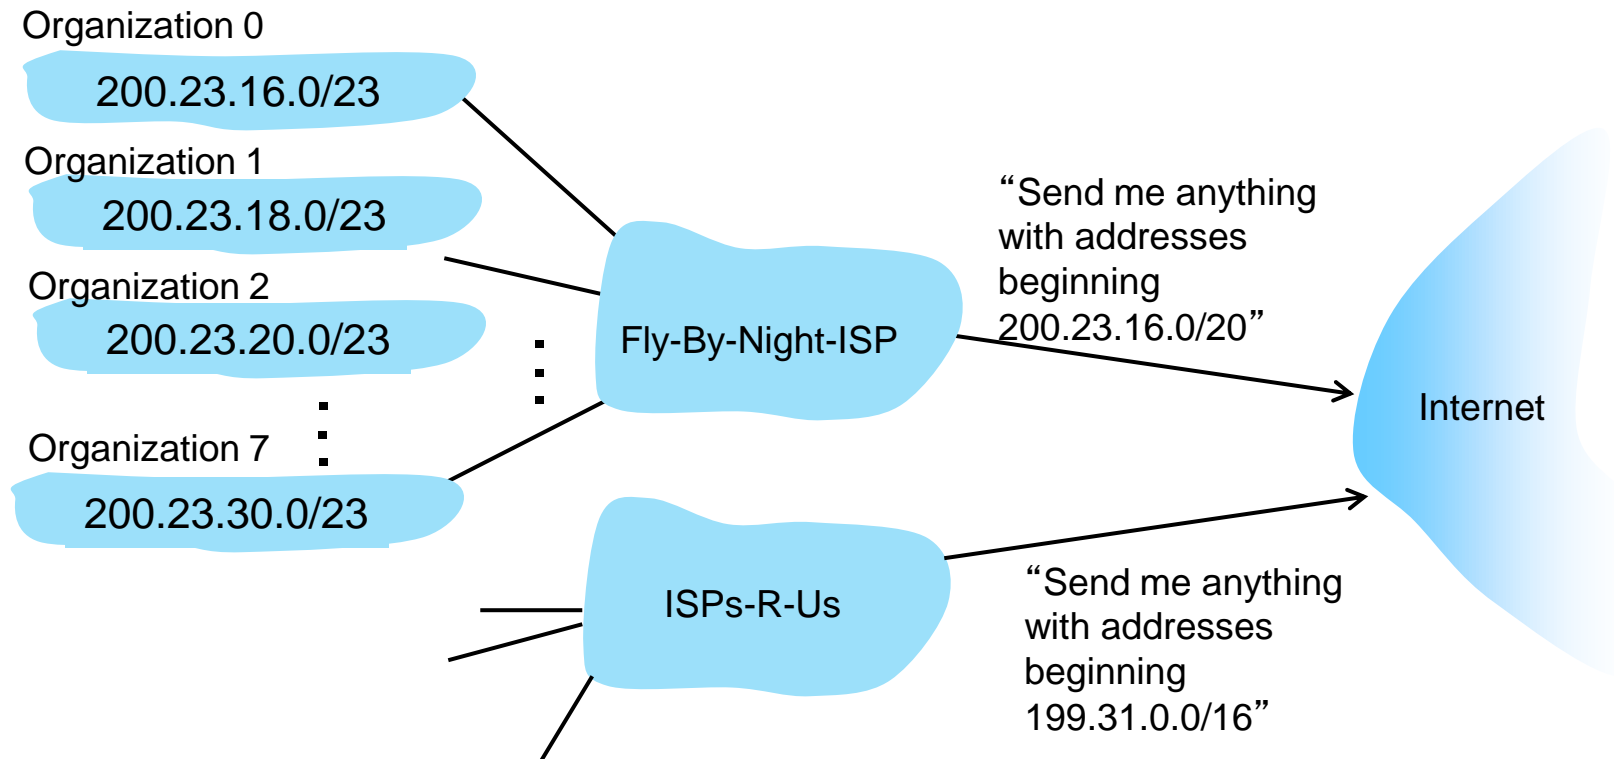 Organization 0
200.23.16.0/23
Organization 1
200.23.18.0/23
Organization 2
200.23.20.0/23
Organization 7
200.23.30.0/23
Fly-By-Night-ISP
“Send me anything
with addresses
beginning
200.23.16.0/20”
Internet
ISPs-R-Us
“Send me anything
with addresses
beginning
199.31.0.0/16”